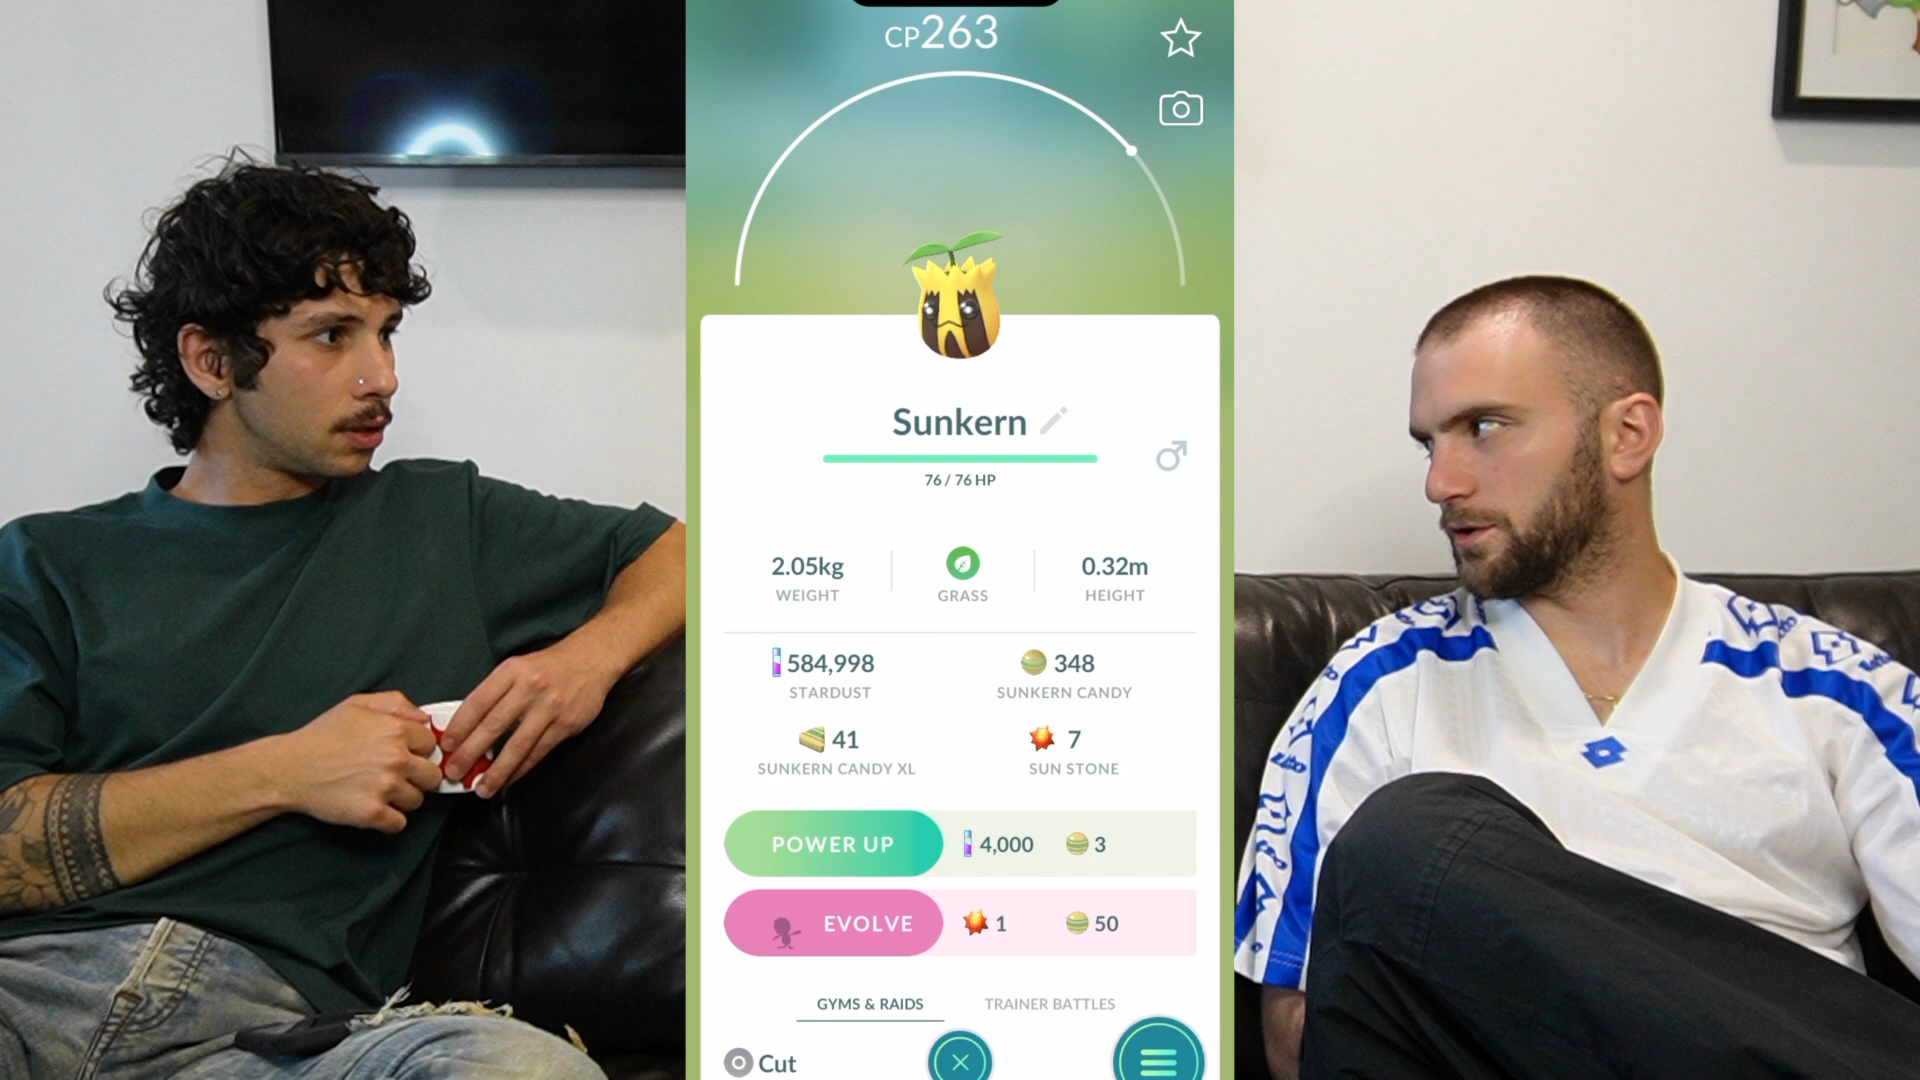 CP263
Sunkern
76 / 76 HP
2.05kg
WEIGHT
GRASS
0.32m
HEIGHT
584,998
STARDUST
348
SUNKERN CANDY
41
SUNKERN CANDY XL
7
SUN STONE
POWER UP 4,000 3
EVOLVE 1 50
GYMS & RAIDS TRAINER BATTLES
Cut